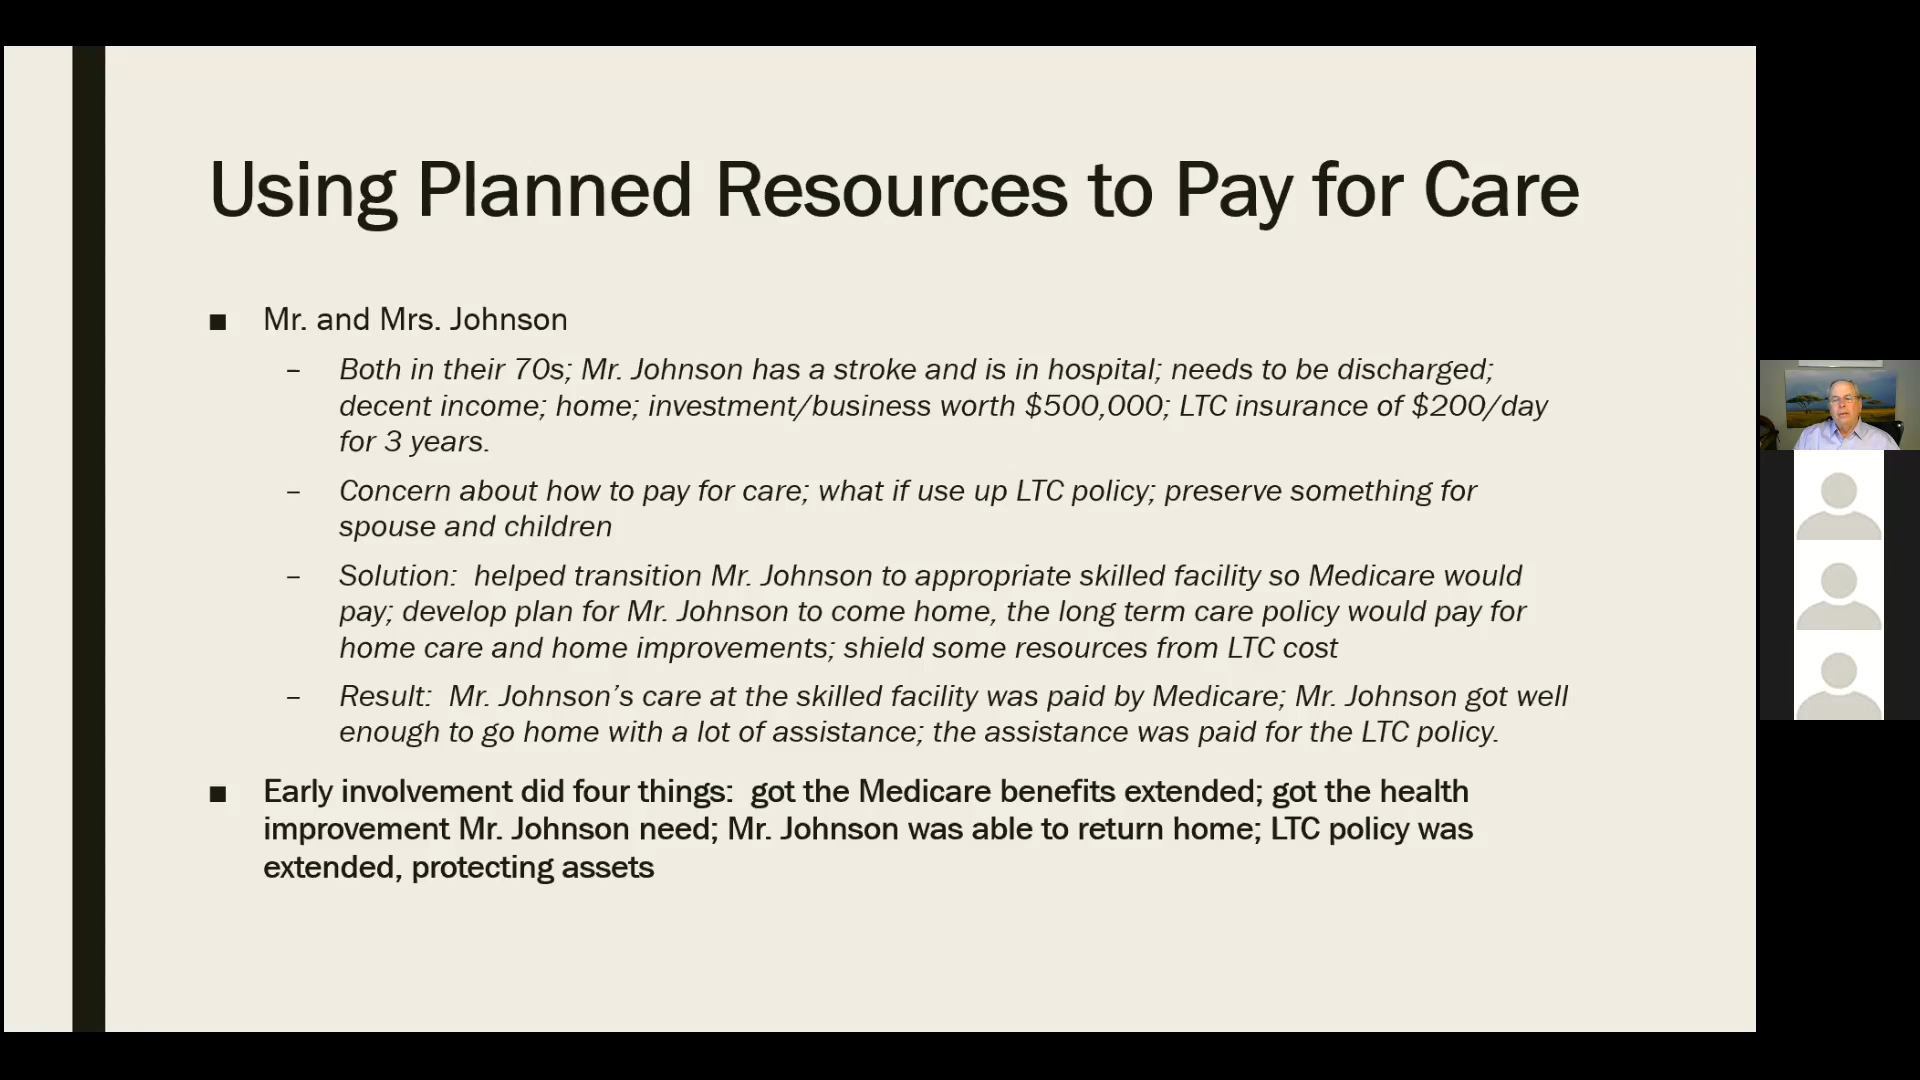 Using Planned Resources to Pay for Care
■ Mr. and Mrs. Johnson
– Both in their 70s; Mr. Johnson has a stroke and is in hospital; needs to be discharged;
decent income; home; investment/business worth $500,000; LTC insurance of $200/day
for 3 years.
– Concern about how to pay for care; what if use up LTC policy; preserve something for
spouse and children
– Solution:  helped transition Mr. Johnson to appropriate skilled facility so Medicare would
pay; develop plan for Mr. Johnson to come home, the long term care policy would pay for
home care and home improvements; shield some resources from LTC cost
– Result:  Mr. Johnson’s care at the skilled facility was paid by Medicare; Mr. Johnson got well
enough to go home with a lot of assistance; the assistance was paid for the LTC policy.
■ Early involvement did four things:  got the Medicare benefits extended; got the health
improvement Mr. Johnson need; Mr. Johnson was able to return home; LTC policy was
extended, protecting assets